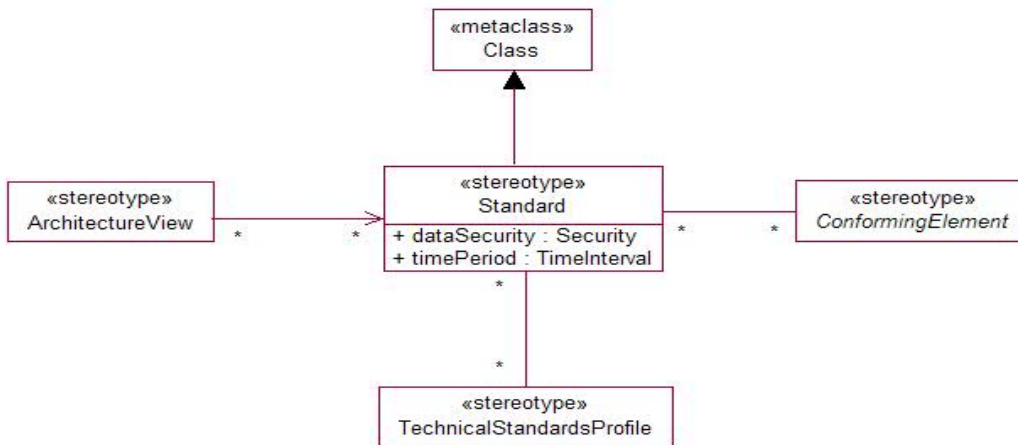 «metaclass»
Class
«stereotype»
ArchitectureView
*
*
«stereotype»
Standard
+ dataSecurity : Security
+ timePeriod : TimeInterval
*
*
«stereotype»
ConformingElement
*
*
«stereotype»
TechnicalStandardsProfile